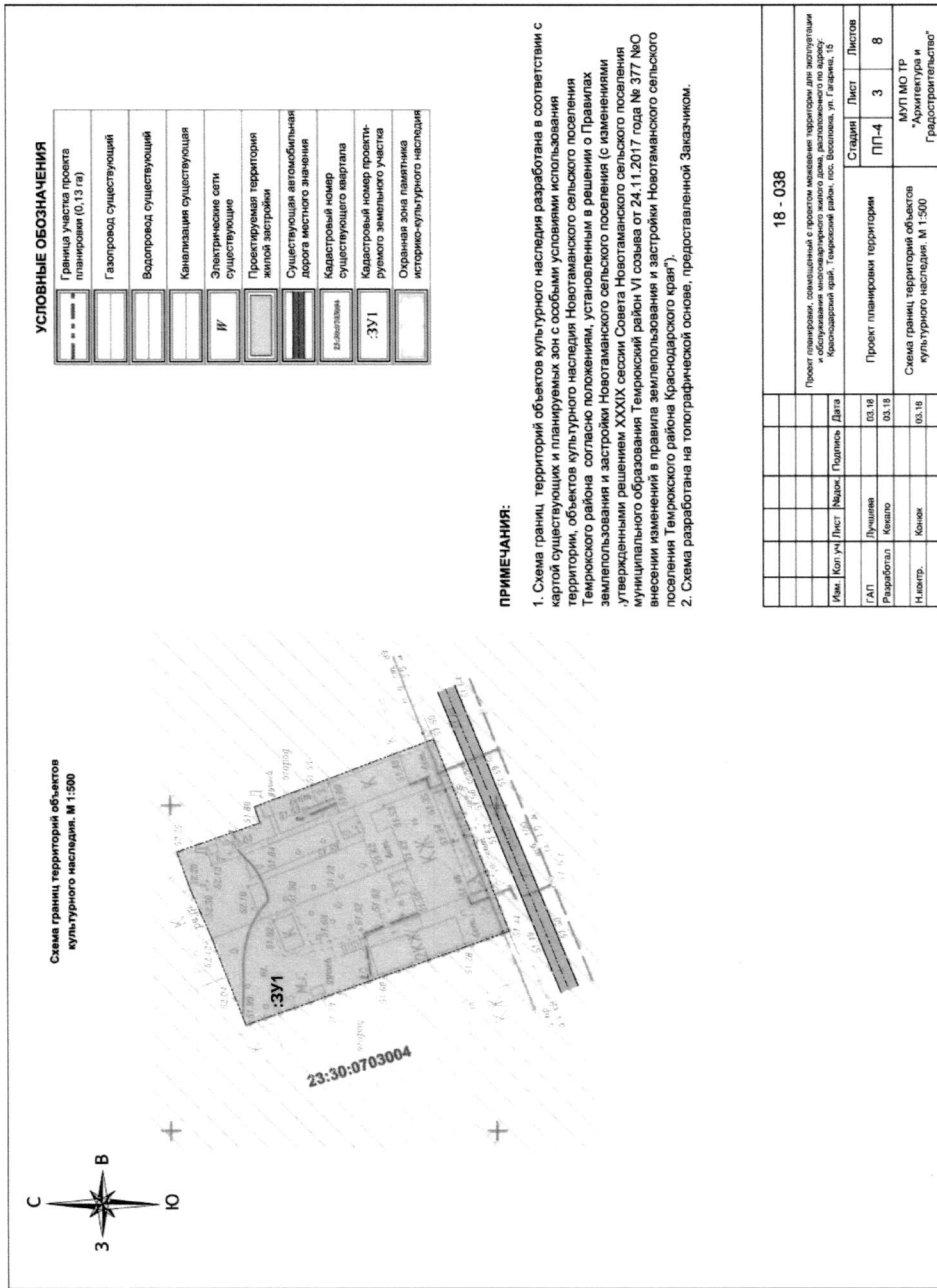 Схема границ территорий объектов
культурного наследия. М 1:500
С
З
В
Ю
:ЗУ1
23:30:0703004
огород
КЖ
УСЛОВНЫЕ ОБОЗНАЧЕНИЯ
Граница участка проекта
планировки (0,13 га)
Газопровод существующий
Водопровод существующий
Канализация существующая
W
Электрические сети
существующие
Проектируемая территория
жилой застройки
Существующая автомобильная
дорога местного значения
Кадастровый номер
существующего квартала
:ЗУ1
Кадастровый номер проекти-
руемого земельного участка
Охранная зона памятника
историко-культурного наследия
ПРИМЕЧАНИЯ:
1. Схема границ территорий объектов культурного наследия разработана в соответствии с
картой существующих и планируемых зон с особыми условиями использования
территории, объектов культурного наследия Новотаманского сельского поселения
Темрюкского района согласно положениям, установленным в решении о Правилах
землепользования и застройки Новотаманского сельского поселения (с изменениями
,утвержденными решением XXXIX сессии Совета Новотаманского сельского поселения
муниципального образования Темрюкский район VI созыва от 24.11.2017 года № 377 №О
внесении изменений в правила землепользования и застройки Новотаманского сельского
поселения Темрюкского района Краснодарского края").
2. Схема разработана на топографической основе, предоставленной Заказчиком.
18 - 038
Проект планировки, совмещенный с проектом межевания территории для эксплуатации
и обслуживания многоквартирного жилого дома, расположенного по адресу:
Краснодарский край, Темрюкский район, пос. Веселовка, ул. Гагарина, 15
Изм. Кол.уч Лист №док. Подпись Дата
ГАП Лучшева 03.18
Разработал Кекало 03.18
Н.контр. Конюк 03.18
Проект планировки территории
Стадия Лист Листов
ПП-4 3 8
Схема границ территорий объектов
культурного наследия. М 1:500
МУП МО ТР
"Архитектура и
Градостроительство"